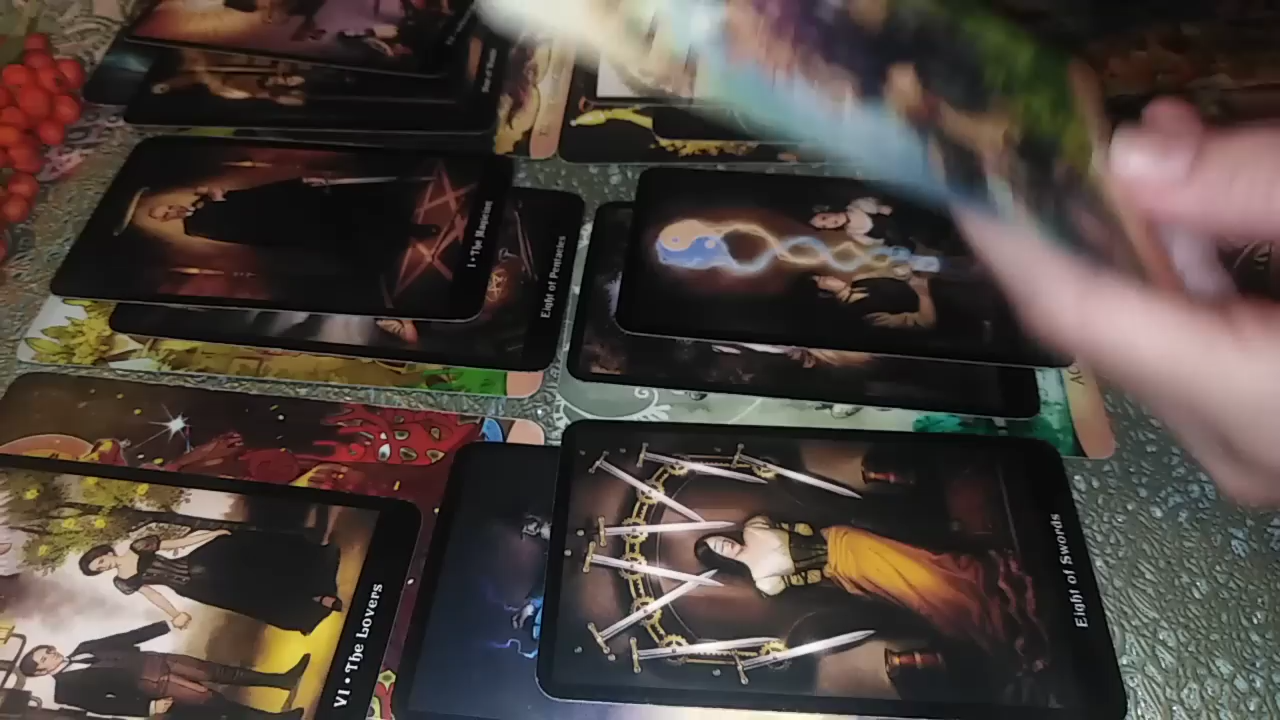 I • The Magician
Eight of Pentacles
VI • The Lovers
Eight of Swords